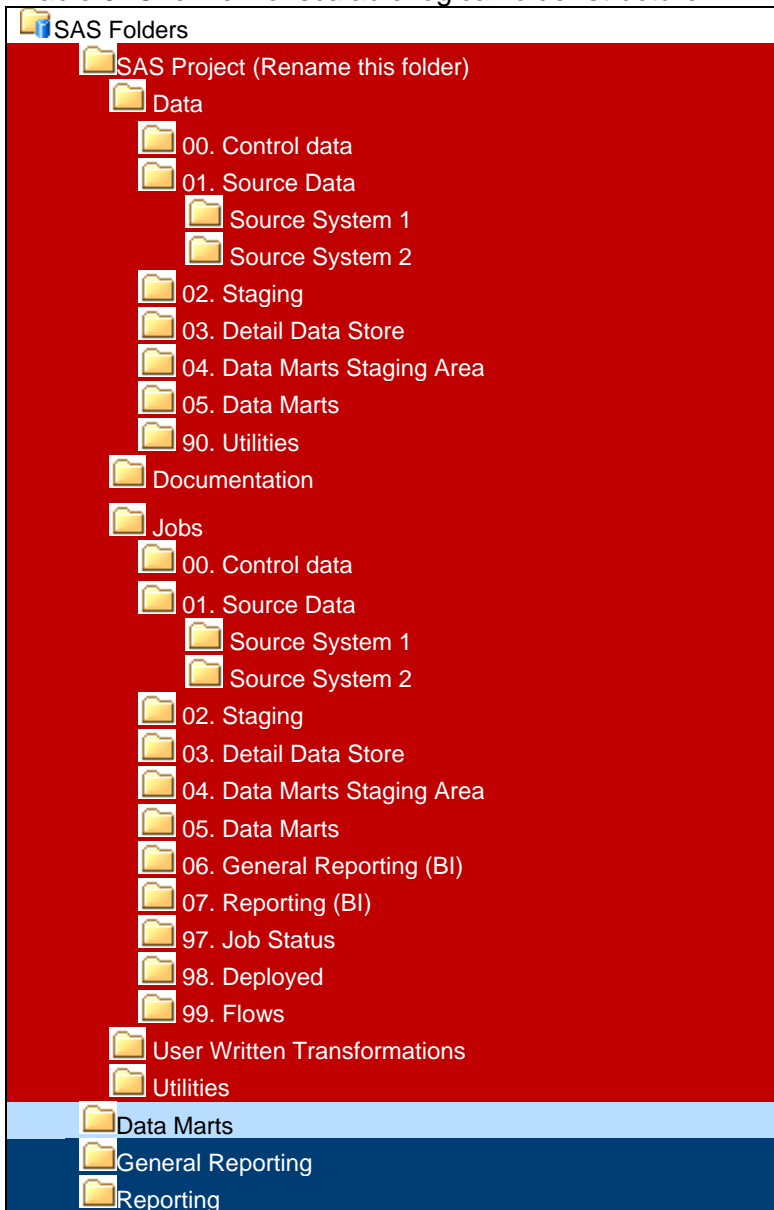 SAS Folders
SAS Project (Rename this folder)
Data
00. Control data
01. Source Data
Source System 1
Source System 2
02. Staging
03. Detail Data Store
04. Data Marts Staging Area
05. Data Marts
90. Utilities
Documentation
Jobs
00. Control data
01. Source Data
Source System 1
Source System 2
02. Staging
03. Detail Data Store
04. Data Marts Staging Area
05. Data Marts
06. General Reporting (BI)
07. Reporting (BI)
97. Job Status
98. Deployed
99. Flows
User Written Transformations
Utilities
Data Marts
General Reporting
Reporting